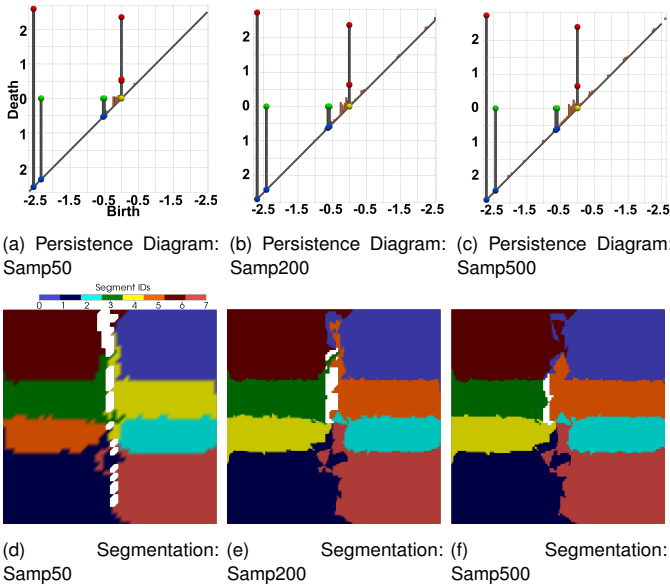 2
1
0
1
2
Death
-2.5 -1.5 -0.5 -0.5 -1.5 -2.5
Birth
2
1
0
1
2
-2.5 -1.5 -0.5 -0.5 -1.5 -2.5
2
1
0
1
2
-2.5 -1.5 -0.5 -0.5 -1.5 -2.5
(a) Persistence Diagram:
Samp50
(b) Persistence Diagram:
Samp200
(c) Persistence Diagram:
Samp500
Segment IDs
0 1 2 3 4 5 6 7
(d) Segmentation:
Samp50
(e) Segmentation:
Samp200
(f) Segmentation:
Samp500